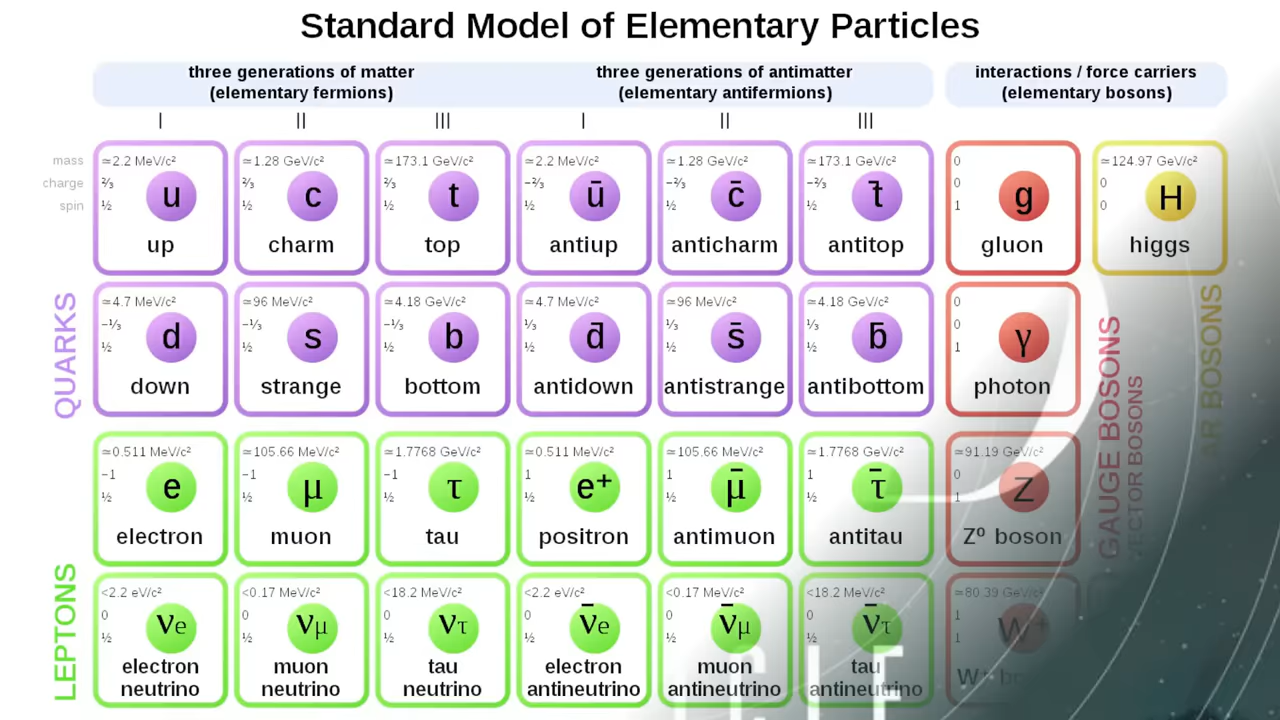 Standard Model of Elementary Particles
three generations of matter
(elementary fermions)
three generations of antimatter
(elementary antifermions)
interactions / force carriers
(elementary bosons)
I II III I II III
mass
charge
spin
≃2.2 MeV/c²
⅔
½
u
up
≃1.28 GeV/c²
⅔
½
c
charm
≃173.1 GeV/c²
⅔
½
t
top
≃2.2 MeV/c²
−⅔
½
ū
antiup
≃1.28 GeV/c²
−⅔
½
c̄
anticharm
≃173.1 GeV/c²
−⅔
½
t̄
antitop
0
0
1
g
gluon
≃124.97 GeV/c²
0
0
H
higgs
QUARKS
≃4.7 MeV/c²
−⅓
½
d
down
≃96 MeV/c²
−⅓
½
s
strange
≃4.18 GeV/c²
−⅓
½
b
bottom
≃4.7 MeV/c²
⅓
½
d̄
antidown
≃96 MeV/c²
⅓
½
s̄
antistrange
≃4.18 GeV/c²
⅓
½
b̄
antibottom
0
0
1
γ
photon
GAUGE BOSONS
VECTOR BOSONS
AR BOSONS
LEPTONS
≃0.511 MeV/c²
−1
½
e
electron
≃105.66 MeV/c²
−1
½
μ
muon
≃1.7768 GeV/c²
−1
½
τ
tau
≃0.511 MeV/c²
1
½
e⁺
positron
≃105.66 MeV/c²
1
½
μ̄
antimuon
≃1.7768 GeV/c²
1
½
τ̄
antitau
≃91.19 GeV/c²
0
1
Z
Z⁰ boson
<2.2 eV/c²
0
½
νe
electron
neutrino
<0.17 MeV/c²
0
½
νμ
muon
neutrino
<18.2 MeV/c²
0
½
ντ
tau
neutrino
<2.2 eV/c²
0
½
ν̄e
electron
antineutrino
<0.17 MeV/c²
0
½
ν̄μ
muon
antineutrino
<18.2 MeV/c²
0
½
ν̄τ
tau
antineutrino
≃80.39 GeV/c²
1
1
W⁺